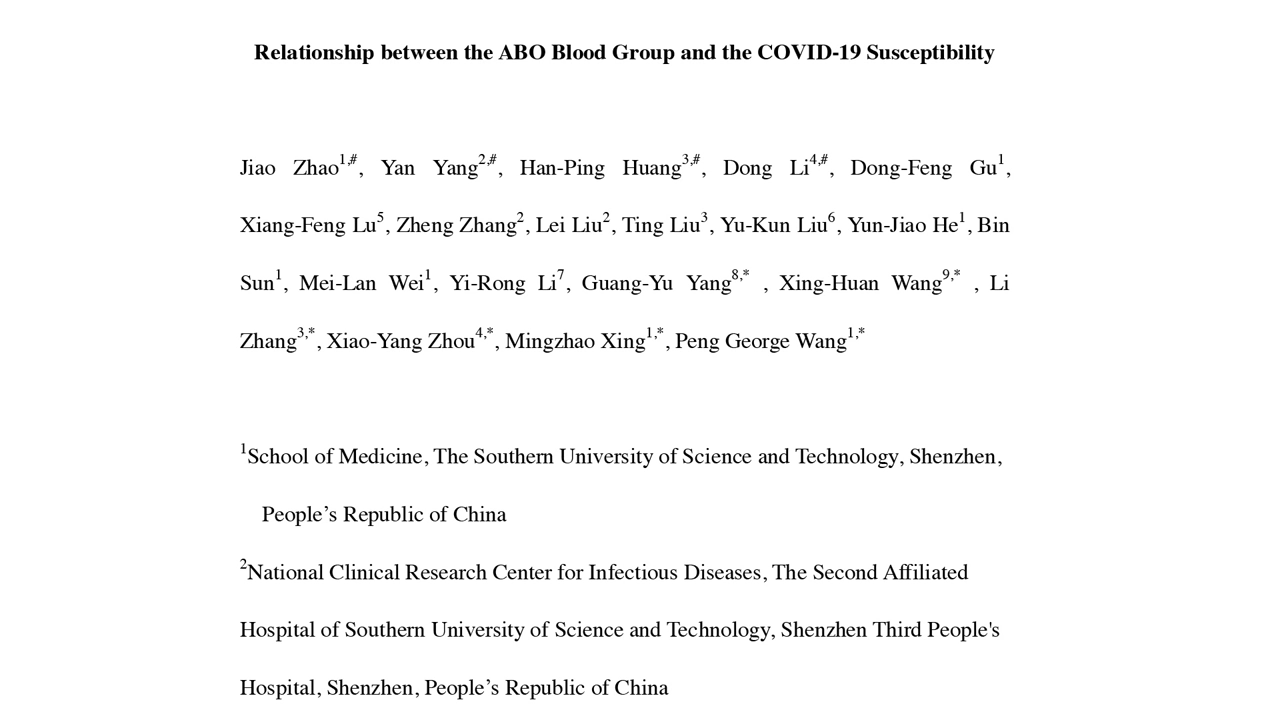 Relationship between the ABO Blood Group and the COVID-19 Susceptibility
Jiao Zhao1,#, Yan Yang2,#, Han-Ping Huang3,#, Dong Li4,#, Dong-Feng Gu1,
Xiang-Feng Lu5, Zheng Zhang2, Lei Liu2, Ting Liu3, Yu-Kun Liu6, Yun-Jiao He1, Bin
Sun1, Mei-Lan Wei1, Yi-Rong Li7, Guang-Yu Yang8,* , Xing-Huan Wang9,* , Li
Zhang3,*, Xiao-Yang Zhou4,*, Mingzhao Xing1,*, Peng George Wang1,*
1School of Medicine, The Southern University of Science and Technology, Shenzhen,
People’s Republic of China
2National Clinical Research Center for Infectious Diseases, The Second Affiliated
Hospital of Southern University of Science and Technology, Shenzhen Third People's
Hospital, Shenzhen, People’s Republic of China